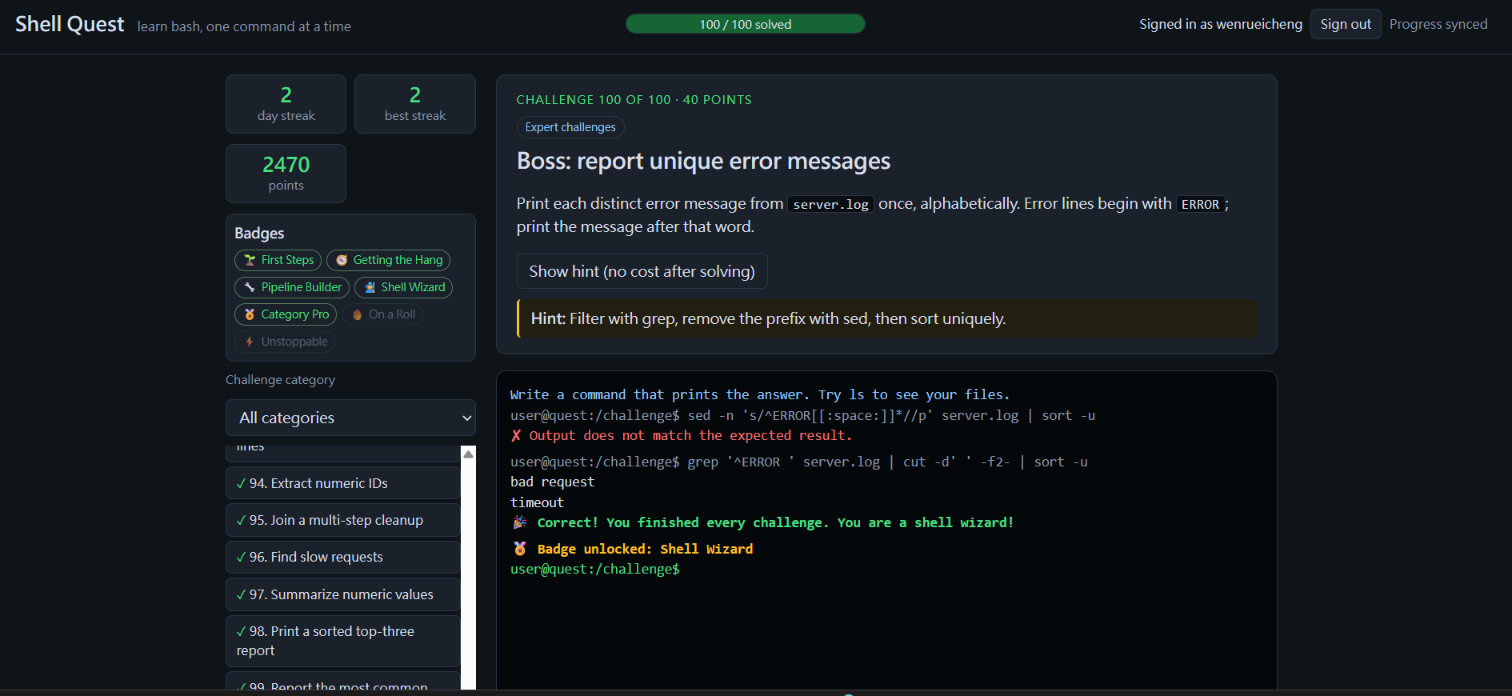 Shell Quest learn bash, one command at a time
100 / 100 solved
Signed in as wenrueicheng Sign out Progress synced
2
day streak
2
best streak
2470
points
Badges
First Steps
Getting the Hang
Pipeline Builder
Shell Wizard
Category Pro
On a Roll
Unstoppable
Challenge category
All categories
lines
✓ 94. Extract numeric IDs
✓ 95. Join a multi-step cleanup
✓ 96. Find slow requests
✓ 97. Summarize numeric values
✓ 98. Print a sorted top-three
report
✓ 99. Report the most common
CHALLENGE 100 OF 100 · 40 POINTS
Expert challenges
Boss: report unique error messages
Print each distinct error message from server.log once, alphabetically. Error lines begin with ERROR;
print the message after that word.
Show hint (no cost after solving)
Hint: Filter with grep, remove the prefix with sed, then sort uniquely.
Write a command that prints the answer. Try ls to see your files.
user@quest:/challenge$ sed -n 's/^ERROR[[:space:]]*//p' server.log | sort -u
✗ Output does not match the expected result.
user@quest:/challenge$ grep '^ERROR ' server.log | cut -d' ' -f2- | sort -u
bad request
timeout
🎉 Correct! You finished every challenge. You are a shell wizard!
🏅 Badge unlocked: Shell Wizard
user@quest:/challenge$